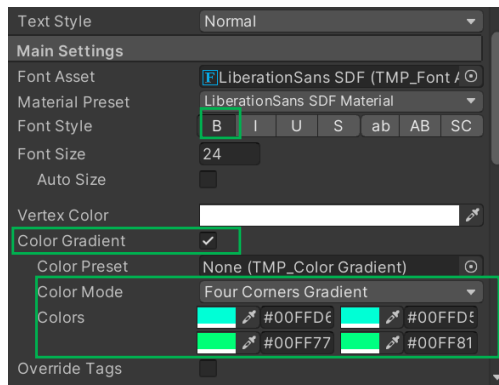 Text Style Normal
Main Settings
Font Asset F LiberationSans SDF (TMP_Font A
Material Preset LiberationSans SDF Material
Font Style B I U S ab AB SC
Font Size 24
Auto Size
Vertex Color
Color Gradient
Color Preset None (TMP_Color Gradient)
Color Mode Four Corners Gradient
Colors #00FFD6 #00FFD5
#00FF77 #00FF81
Override Tags